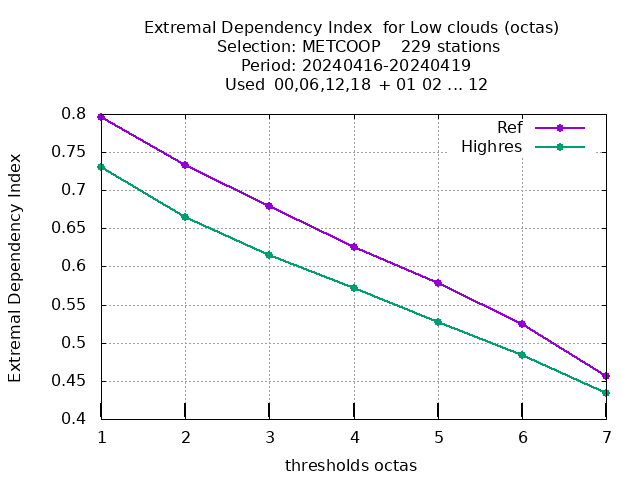 Extremal Dependency Index  for Low clouds (octas)
Selection: METCOOP    229 stations
Period: 20240416-20240419
Used  00,06,12,18 + 01 02 ... 12
Ref
Highres
Extremal Dependency Index
0.8
0.75
0.7
0.65
0.6
0.55
0.5
0.45
0.4
1 2 3 4 5 6 7
thresholds octas